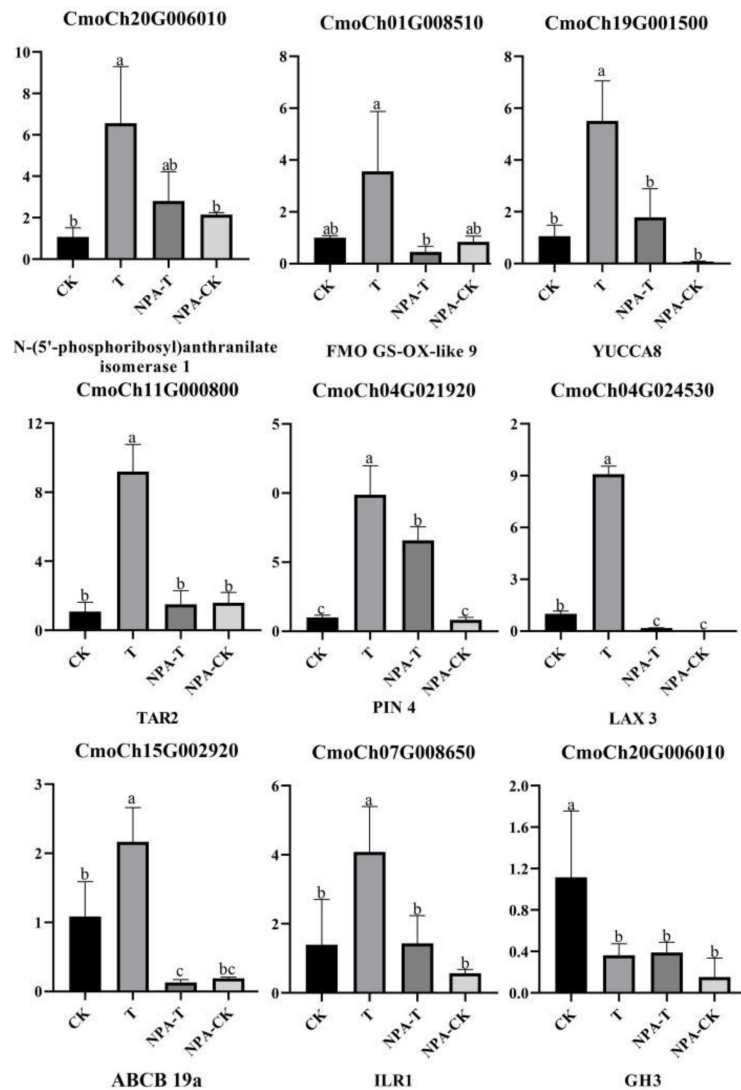 CmoCh20G006010
10
8
6
4
2
0
b
a
ab
b
CK
T
NPA-T
NPA-CK
N-(5'-phosphoribosyl)anthranilate
isomerase 1
CmoCh01G008510
8
6
4
2
0
ab
a
b
ab
CK
T
NPA-T
NPA-CK
FMO GS-OX-like 9
CmoCh19G001500
8
6
4
2
0
b
a
b
b
CK
T
NPA-T
NPA-CK
YUCCA8
CmoCh11G000800
12
8
4
0
b
a
b
b
CK
T
NPA-T
NPA-CK
TAR2
CmoCh04G021920
5
0
5
0
c
a
b
c
CK
T
NPA-T
NPA-CK
PIN 4
CmoCh04G024530
2
9
6
3
0
b
a
c
c
CK
T
NPA-T
NPA-CK
LAX 3
CmoCh15G002920
3
2
1
0
b
a
c
bc
CK
T
NPA-T
NPA-CK
ABCB 19a
CmoCh07G008650
6
4
2
0
b
a
b
b
CK
T
NPA-T
NPA-CK
ILR1
CmoCh20G006010
2.0
1.6
1.2
0.8
0.4
0.0
a
b
b
b
CK
T
NPA-T
NPA-CK
GH3